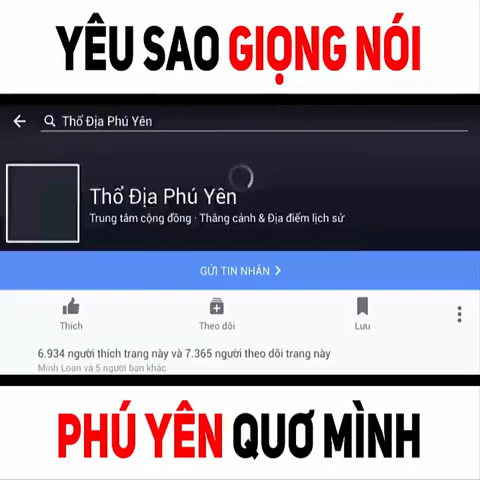 YÊU SAO GIỌNG NÓI
Thổ Địa Phú Yên
Thổ Địa Phú Yên
Trung tâm cộng đồng · Thắng cảnh & Địa điểm lịch sử
GỬI TIN NHẮN
Thích
Theo dõi
Lưu
6.934 người thích trang này và 7.365 người theo dõi trang này
Minh Loan và 5 người bạn khác
PHÚ YÊN QUƠ MÌNH